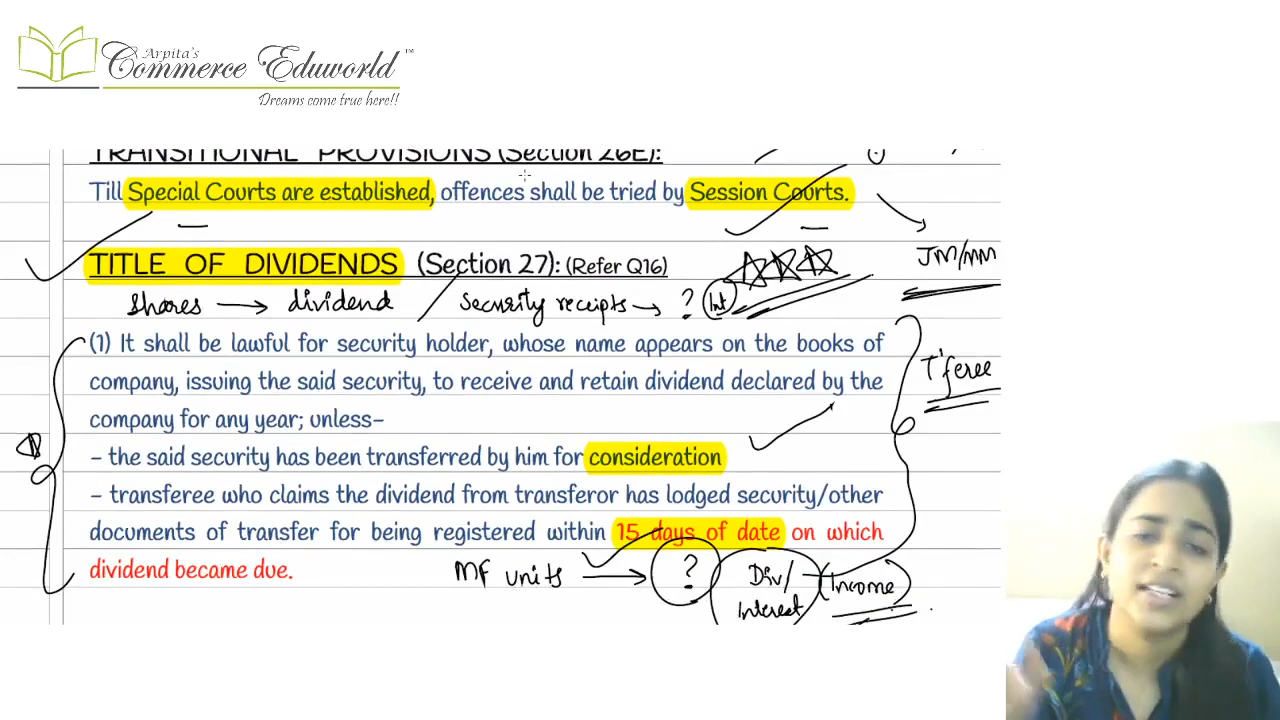 Arpita's
Commerce Eduworld™
Dreams come true here!!
TRANSITIONAL PROVISIONS (Section 26E):
Till Special Courts are established, offences shall be tried by Session Courts.
JM/MM
TITLE OF DIVIDENDS (Section 27): (Refer Q16)
shares → dividend / Security receipts → ? Int
(1) It shall be lawful for security holder, whose name appears on the books of
company, issuing the said security, to receive and retain dividend declared by the
T'feree
company for any year; unless-
- the said security has been transferred by him for consideration
- transferee who claims the dividend from transferor has lodged security/other
documents of transfer for being registered within 15 days of date on which
dividend became due.
MF units → ? Div/ Interest (Income)